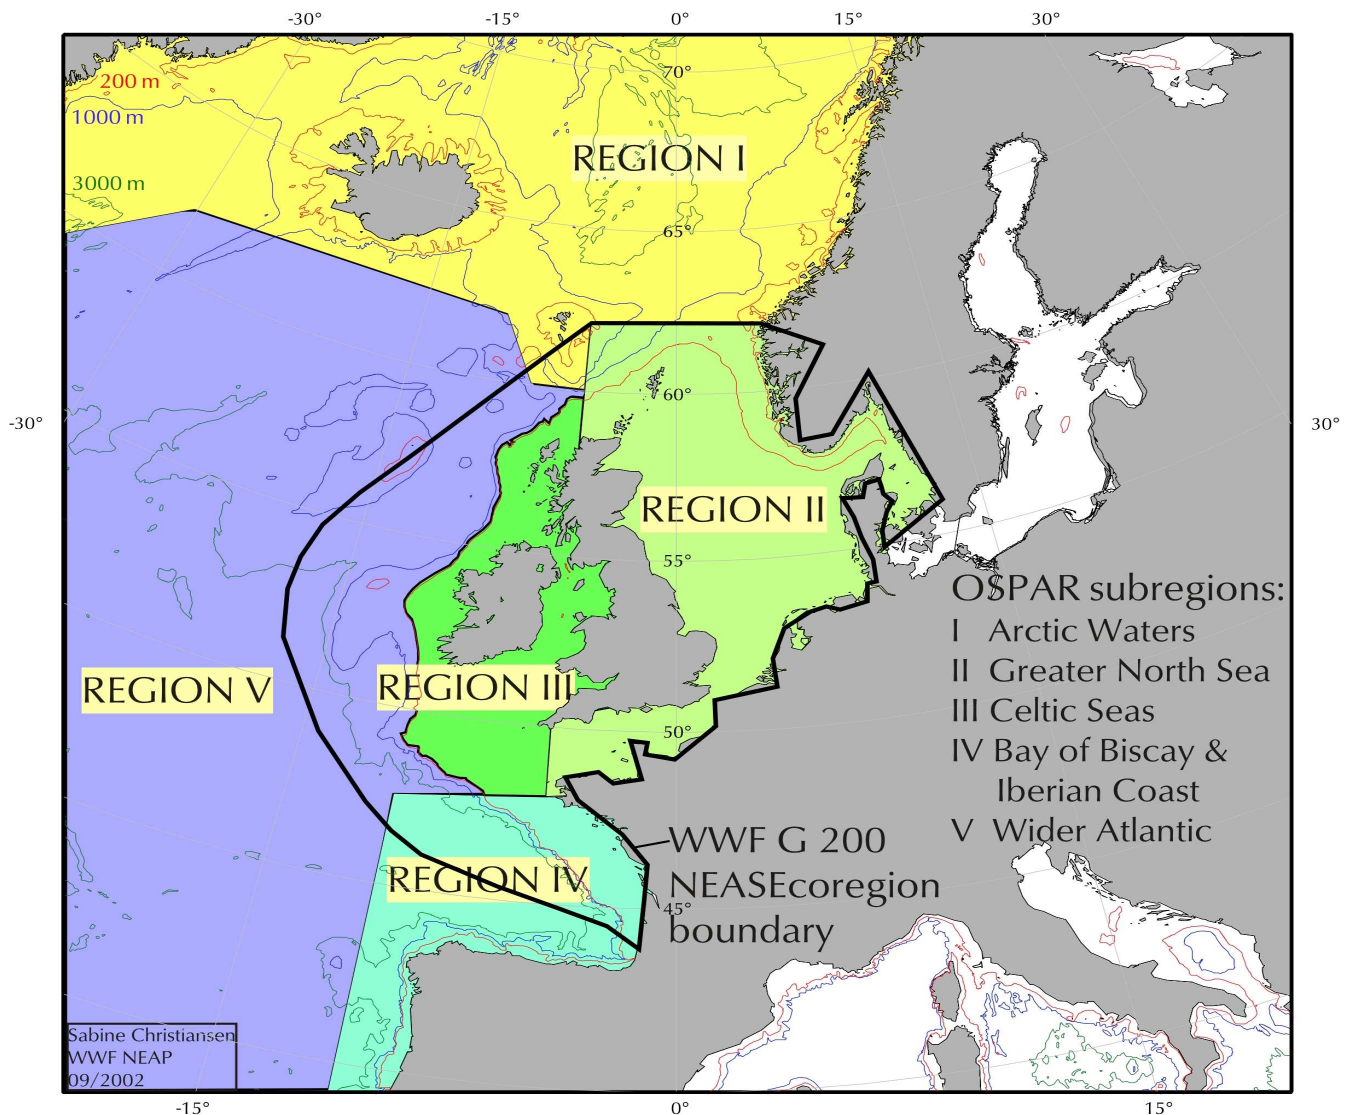 -30° -15° 0° 15° 30°
70°
200 m
1000 m
REGION I
3000 m
65°
60°
-30° 30°
REGION II
55°
OSPAR subregions:
I Arctic Waters
II Greater North Sea
REGION V REGION III
III Celtic Seas
50°
IV Bay of Biscay &
Iberian Coast
V Wider Atlantic
WWF G 200
REGION IV
NEASEcoregion
45°
boundary
Sabine Christiansen
WWF NEAP
09/2002
-15° 0° 15°